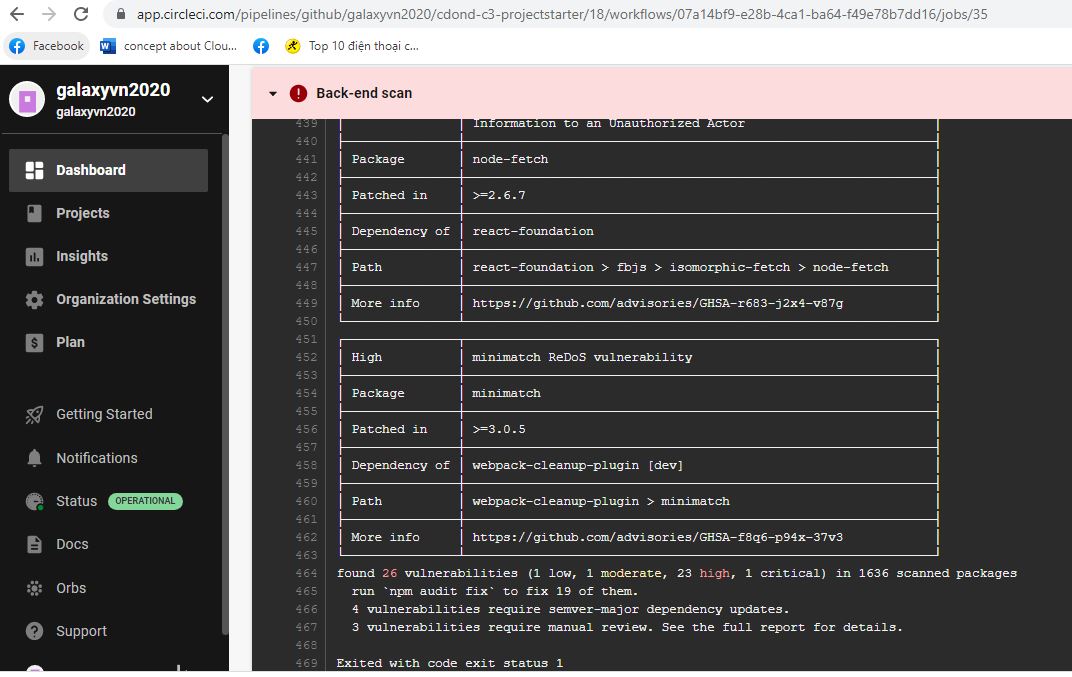 app.circleci.com/pipelines/github/galaxyvn2020/cdond-c3-projectstarter/18/workflows/07a14bf9-e28b-4ca1-ba64-f49e78b7dd16/jobs/35
Facebook
concept about Clou...
Top 10 điện thoại c...
galaxyvn2020
galaxyvn2020
Dashboard
Projects
Insights
Organization Settings
Plan
Getting Started
Notifications
Status OPERATIONAL
Docs
Orbs
Support
Back-end scan
439 Information to an Unauthorized Actor
440
441 Package node-fetch
442
443 Patched in >=2.6.7
444
445 Dependency of react-foundation
446
447 Path react-foundation > fbjs > isomorphic-fetch > node-fetch
448
449 More info https://github.com/advisories/GHSA-r683-j2x4-v87g
450
451
452 High minimatch ReDoS vulnerability
453
454 Package minimatch
455
456 Patched in >=3.0.5
457
458 Dependency of webpack-cleanup-plugin [dev]
459
460 Path webpack-cleanup-plugin > minimatch
461
462 More info https://github.com/advisories/GHSA-f8q6-p94x-37v3
463
464 found 26 vulnerabilities (1 low, 1 moderate, 23 high, 1 critical) in 1636 scanned packages
465 run `npm audit fix` to fix 19 of them.
466 4 vulnerabilities require semver-major dependency updates.
467 3 vulnerabilities require manual review. See the full report for details.
468
469 Exited with code exit status 1